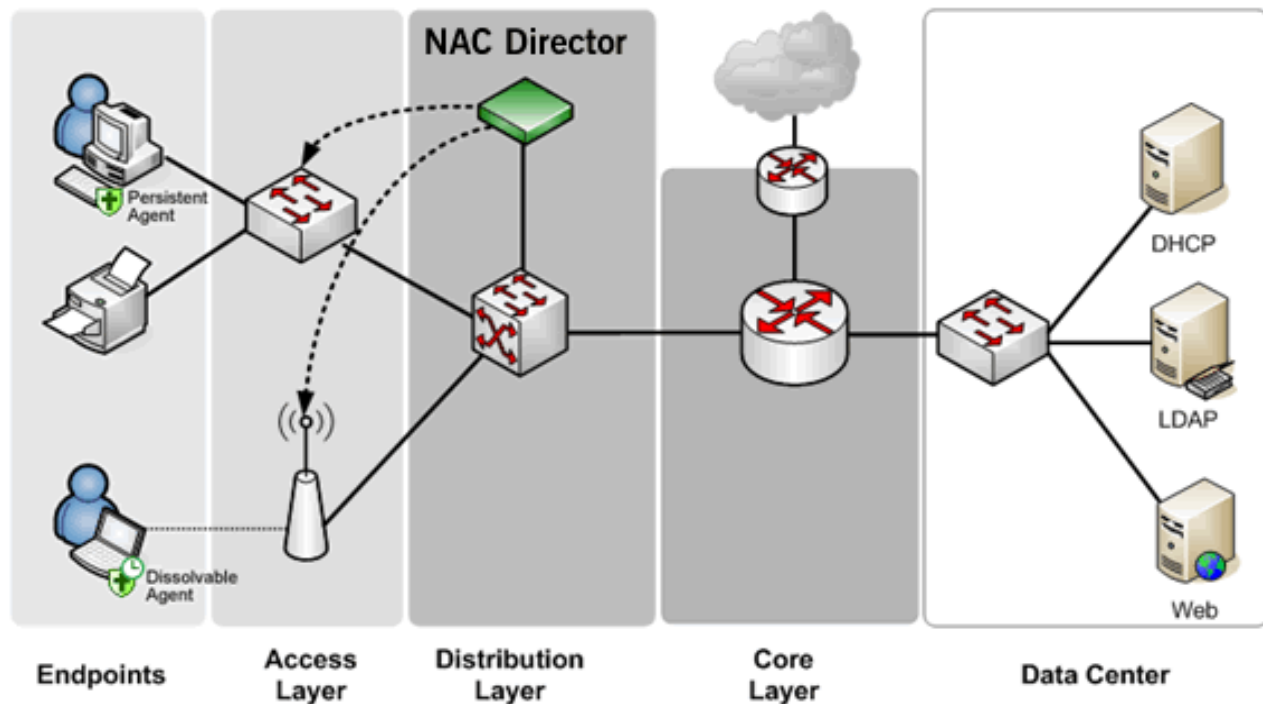 NAC Director
Persistent
Agent
DHCP
LDAP
Dissolvable
Agent
Web
Endpoints
Access
Layer
Distribution
Layer
Core
Layer
Data Center